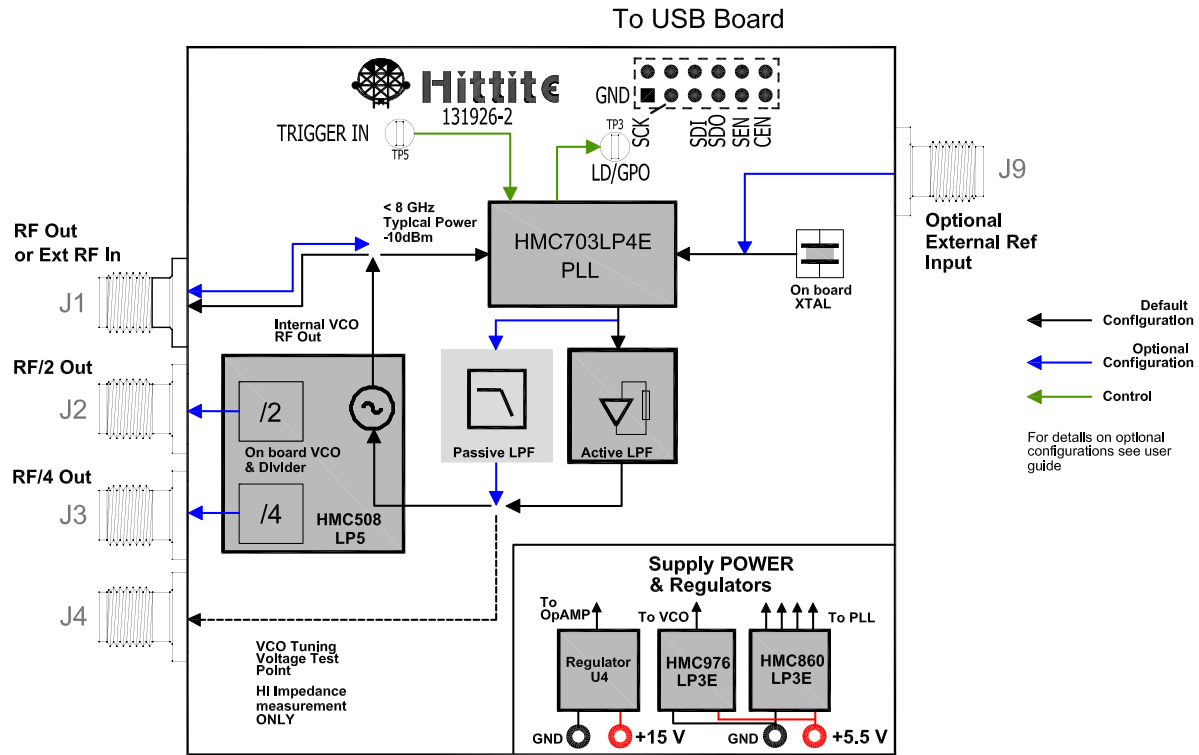 To USB Board
Hittite
131926-2
TRIGGER IN
TP5
GND
SCK
SDI
SDO
SEN
CEN
TP3
LD/GPO
J9
Optional
External Ref
Input
< 8 GHz
Typical Power
-10dBm
HMC703LP4E
PLL
On board
XTAL
RF Out
or Ext RF In
J1
Internal VCO
RF Out
Default
Configuration
Optional
Configuration
Control
For details on optional
configurations see user
guide
RF/2 Out
J2
/2
On board VCO
& Divider
Passive LPF
Active LPF
RF/4 Out
J3
/4
HMC508
LP5
J4
VCO Tuning
Voltage Test
Point
HI Impedance
measurement
ONLY
Supply POWER
& Regulators
To
OpAMP
To VCO
To PLL
Regulator
U4
HMC976
LP3E
HMC860
LP3E
GND
+15 V
GND
+5.5 V